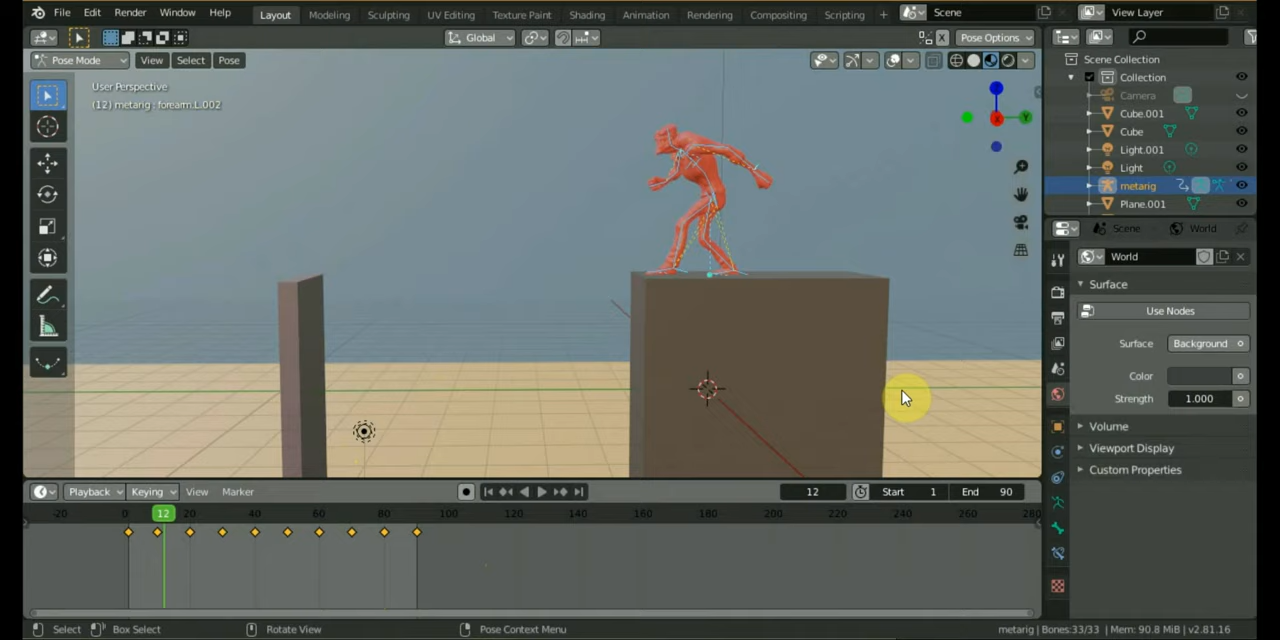 File Edit Render Window Help Layout Modeling Sculpting UV Editing Texture Paint Shading Animation Rendering Compositing Scripting + Scene View Layer
Global Pose Options
Pose Mode View Select Pose
User Perspective
(12) metarig : forearm.L.002
Scene Collection
Collection
Camera
Cube.001
Cube
Light.001
Light
metarig
Plane.001
Scene World
World
Surface
Use Nodes
Surface Background
Color
Strength 1.000
Volume
Viewport Display
Custom Properties
X
Y
Z
Playback Keying View Marker 12 Start 1 End 90
-20 0 12 20 40 60 80 100 120 140 160 180 200 220 240 260 280
Select Box Select Rotate View Pose Context Menu metarig | Bones:33/33 | Mem: 90.8 MiB | v2.81.16